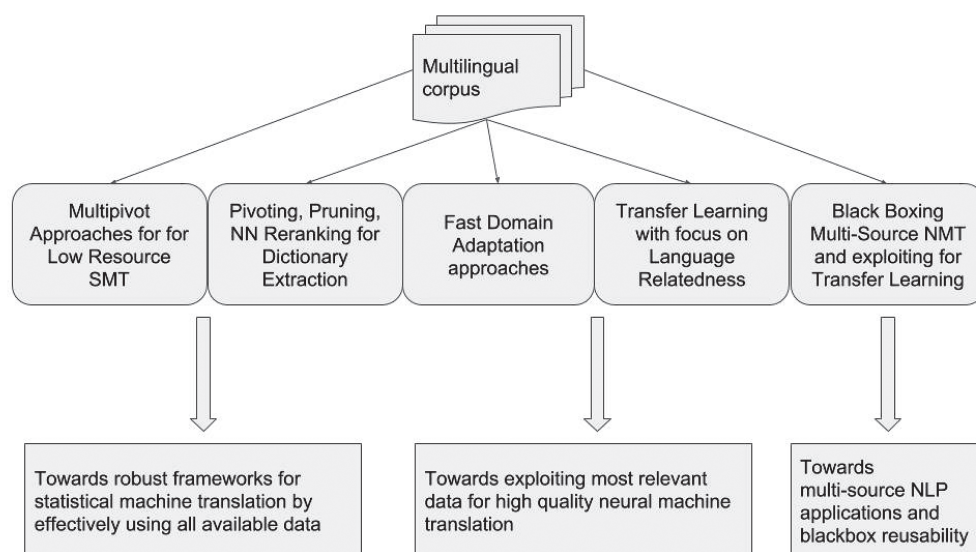 Multilingual
corpus
Multipivot
Approaches for for
Low Resource
SMT
Pivoting, Pruning,
NN Reranking for
Dictionary
Extraction
Fast Domain
Adaptation
approaches
Transfer Learning
with focus on
Language
Relatedness
Black Boxing
Multi-Source NMT
and exploiting for
Transfer Learning
Towards robust frameworks for
statistical machine translation by
effectively using all available data
Towards exploiting most relevant
data for high quality neural machine
translation
Towards
multi-source NLP
applications and
blackbox reusability